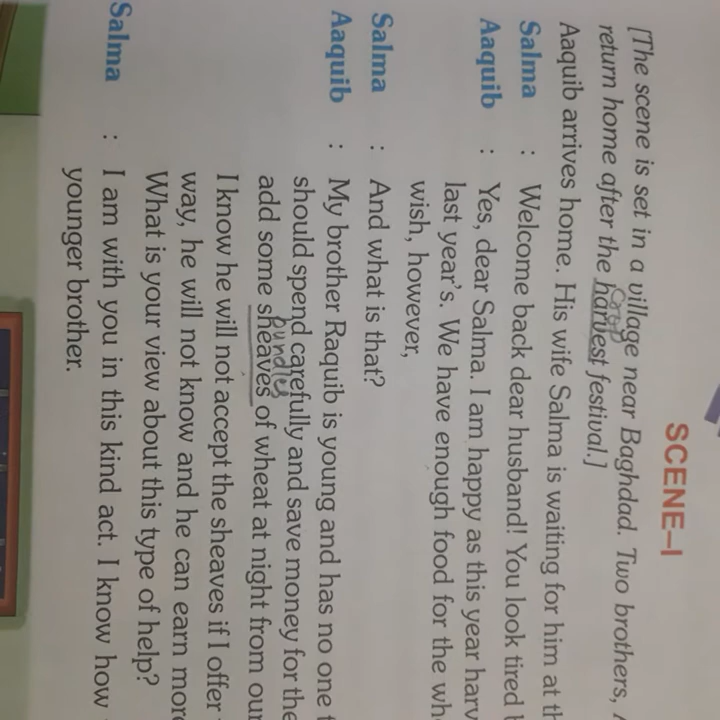 SCENE–I
[The scene is set in a village near Baghdad. Two brothers,
return home after the harvest festival.]
Crop
Aaquib arrives home. His wife Salma is waiting for him at
Salma : Welcome back dear husband! You look tired
Aaquib : Yes, dear Salma. I am happy as this year
last year's. We have enough food for the
wish, however,
Salma : And what is that?
Aaquib : My brother Raquib is young and has no one
should spend carefully and save money for the
add some sheaves of wheat at night from our
bundles
I know he will not accept the sheaves if I offer
way, he will not know and he can earn
What is your view about this type of help?
Salma : I am with you in this kind act. I know how
younger brother.